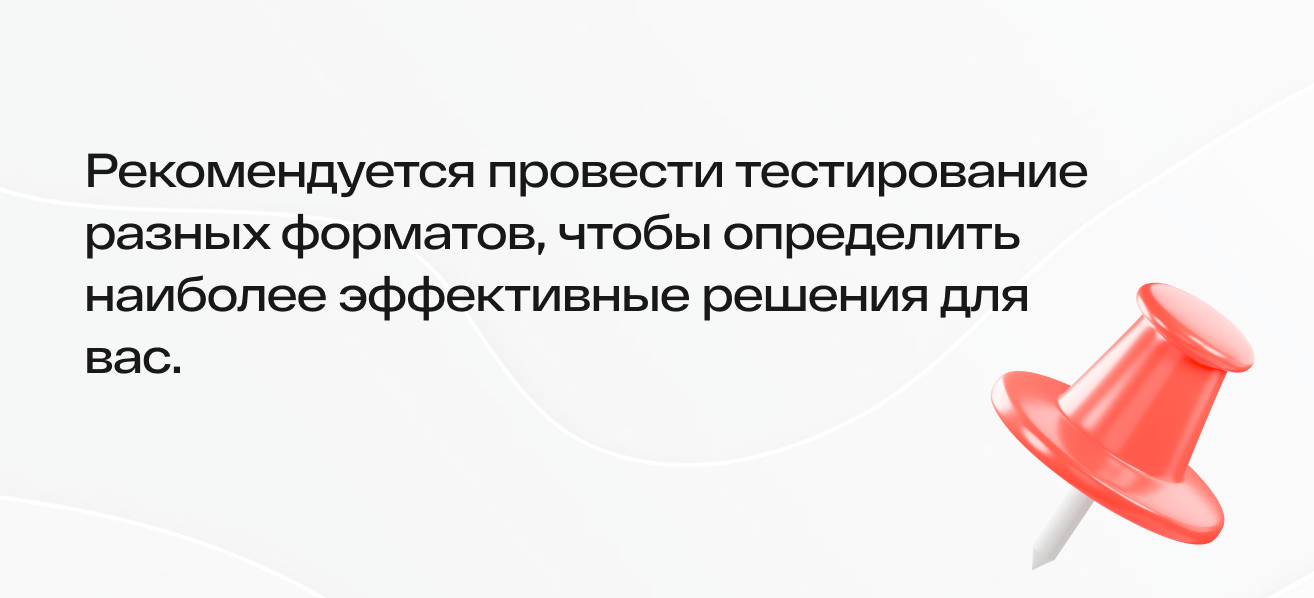 Рекомендуется провести тестирование
разных форматов, чтобы определить
наиболее эффективные решения для
вас.